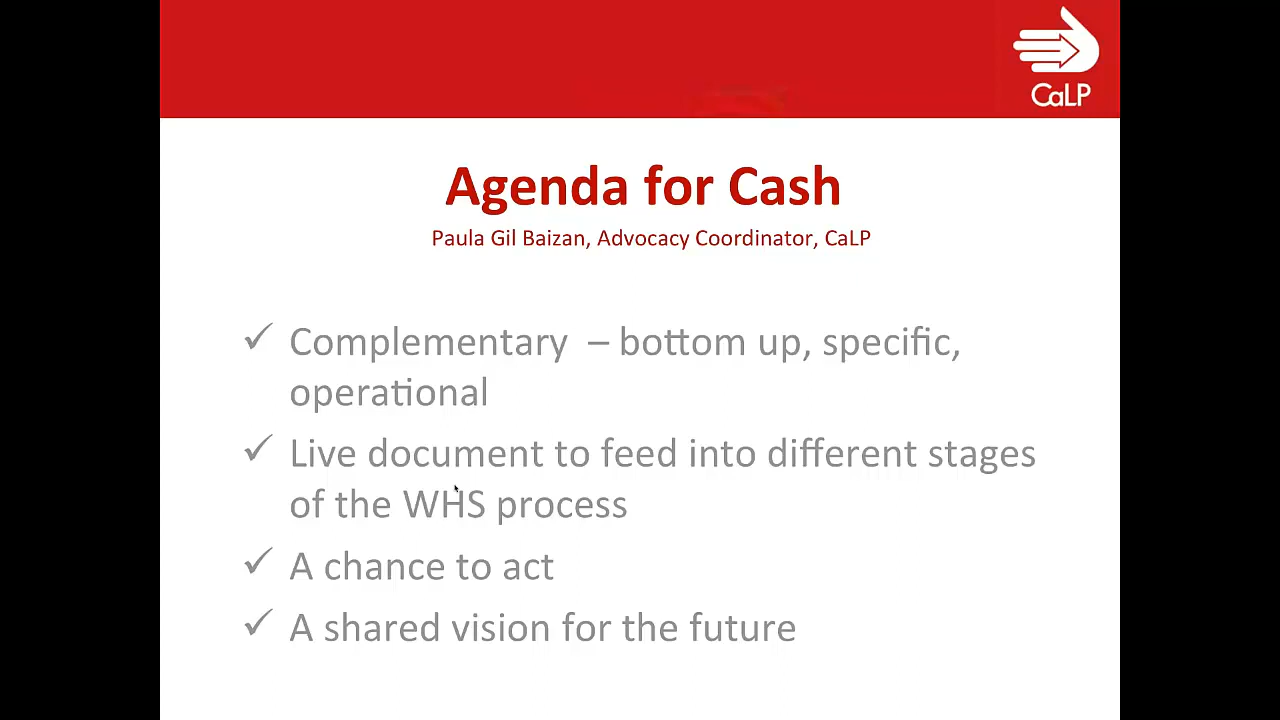 CaLP
Agenda for Cash
Paula Gil Baizan, Advocacy Coordinator, CaLP
✓ Complementary – bottom up, specific,
operational
✓ Live document to feed into different stages
of the WHS process
✓ A chance to act
✓ A shared vision for the future